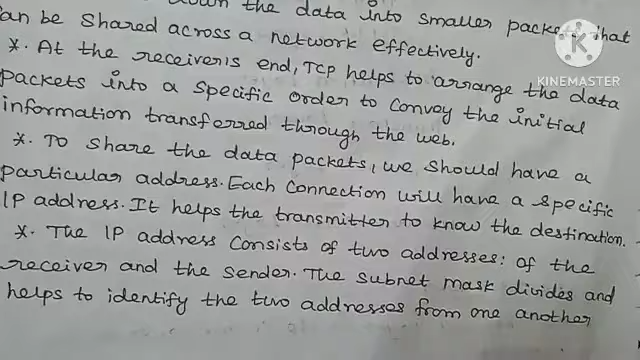 down the data into smaller packets that
can be shared across a network effectively.
*. At the receiver's end, TCP helps to arrange the data
packets into a specific order to convey the initial
information transferred through the web.
*. To share the data packets, we should have a
particular address. Each connection will have a specific
IP address. It helps the transmitter to know the destination.
*. The IP address consists of two addresses: of the
receiver and the sender. The subnet mask divides and
helps to identify the two addresses from one another
KINEMASTER